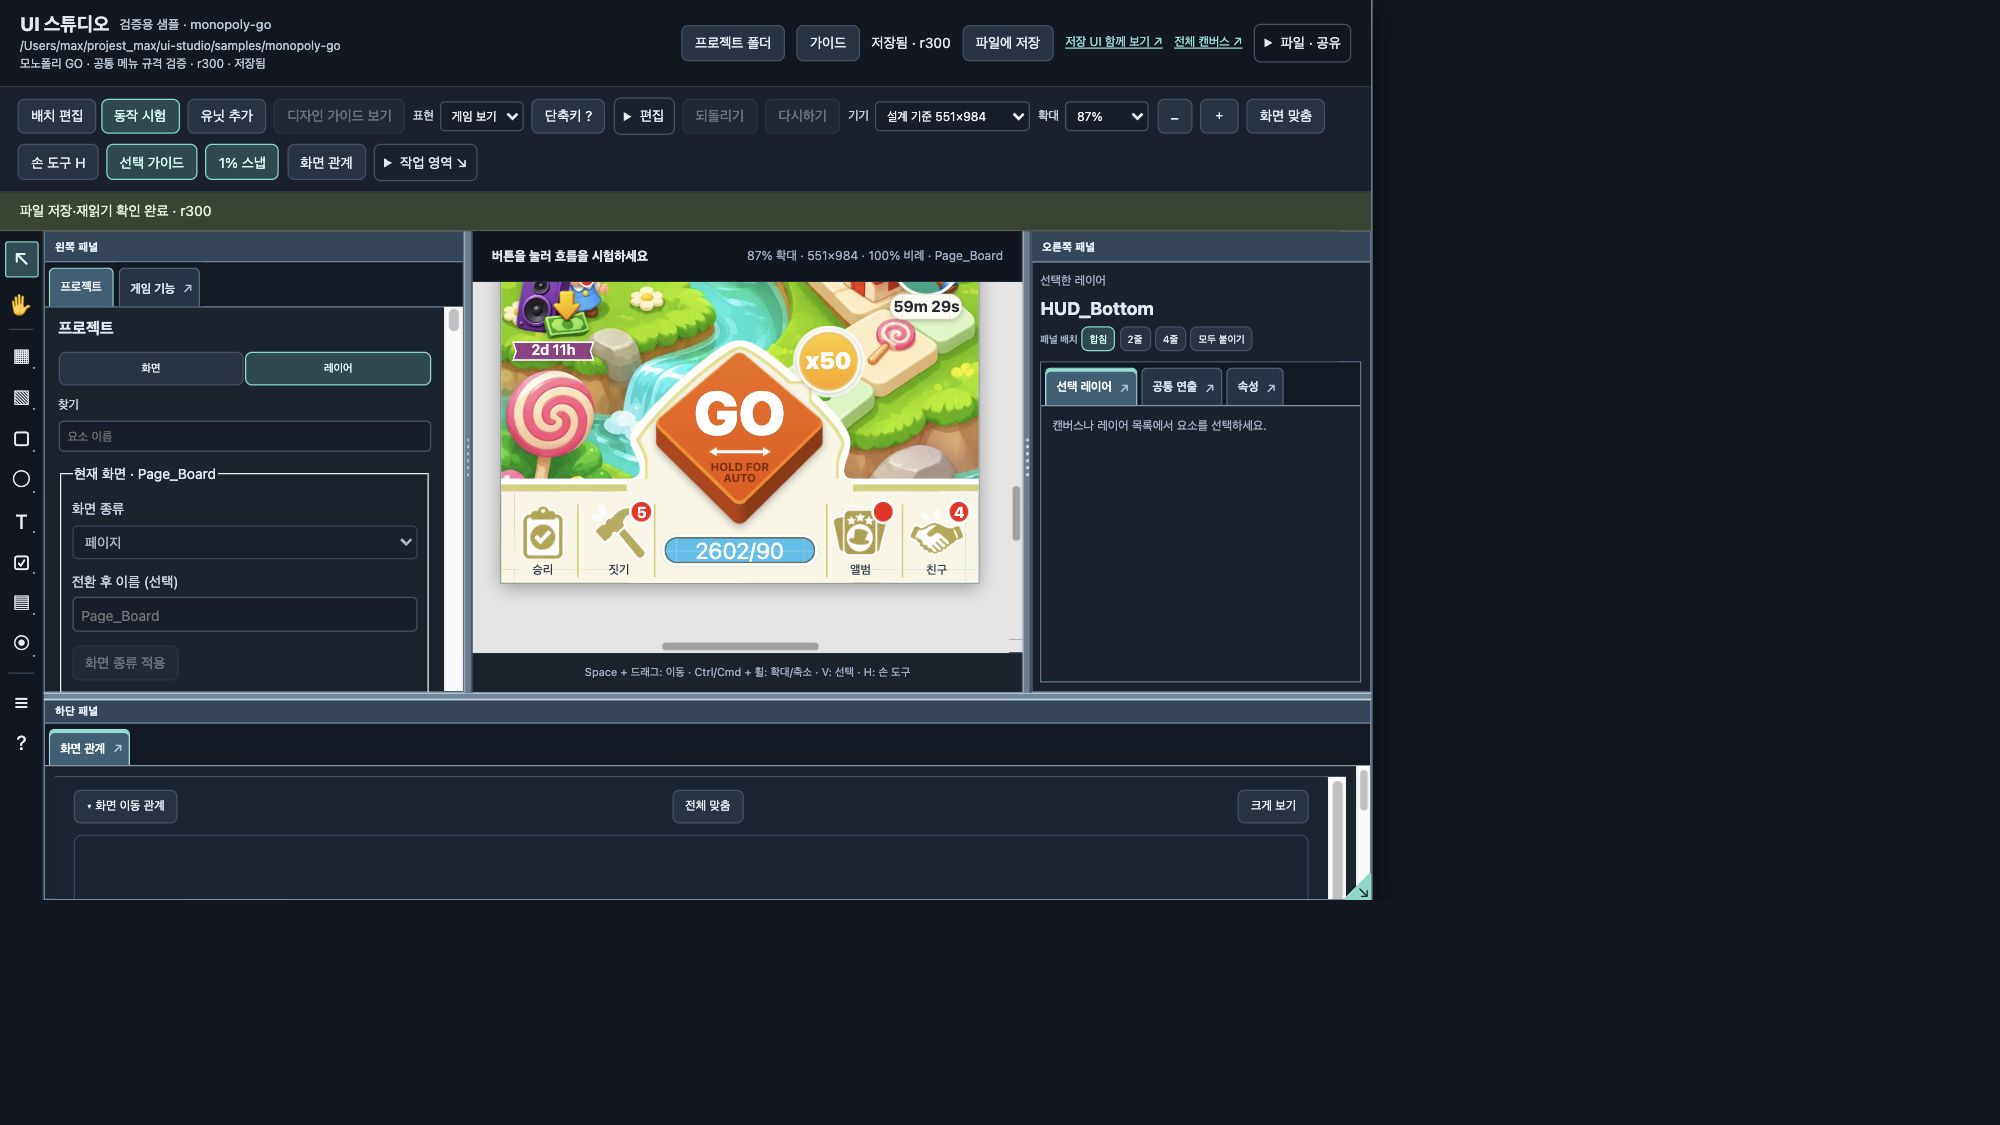 UI 스튜디오 검증용 샘플 · monopoly-go
/Users/max/projest_max/ui-studio/samples/monopoly-go
모노폴리 GO · 공통 메뉴 규격 검증 · r300 · 저장됨
프로젝트 폴더 가이드 저장됨 · r300 파일에 저장 저장 UI 함께 보기 ↗ 전체 캔버스 ↗ ▶ 파일 · 공유
배치 편집 동작 시험 유닛 추가 디자인 가이드 보기 표현 게임 보기 단축키 ? ▶ 편집 되돌리기 다시하기 기기 설계 기준 551×984 확대 87% − + 화면 맞춤
손 도구 H 선택 가이드 1% 스냅 화면 관계 ▶ 작업 영역 ↘
파일 저장·재읽기 확인 완료 · r300
왼쪽 패널
프로젝트 게임 기능 ↗
프로젝트
화면 레이어
찾기
요소 이름
현재 화면 · Page_Board
화면 종류
페이지
전환 후 이름 (선택)
Page_Board
화면 종류 적용
T
?
버튼을 눌러 흐름을 시험하세요 87% 확대 · 551×984 · 100% 비례 · Page_Board
59m 29s
2d 11h
x50
GO
HOLD FOR
AUTO
5
4
2602/90
승리 짓기 앨범 친구
Space + 드래그: 이동 · Ctrl/Cmd + 휠: 확대/축소 · V: 선택 · H: 손 도구
오른쪽 패널
선택한 레이어
HUD_Bottom
패널 배치 합침 2줄 4줄 모두 붙이기
선택 레이어 ↗ 공통 연출 ↗ 속성 ↗
캔버스나 레이어 목록에서 요소를 선택하세요.
하단 패널
화면 관계 ↗
▾ 화면 이동 관계 전체 맞춤 크게 보기